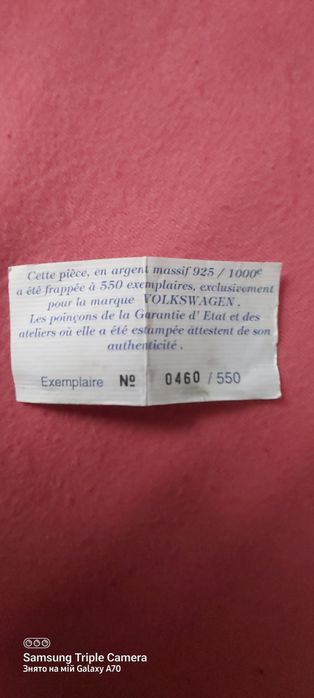 Cette pièce, en argent massif 925 / 1000e
a été frappée à 550 exemplaires, exclusivement
pour la marque VOLKSWAGEN .
Les poinçons de la Garantie d' Etat et des
ateliers où elle a été estampée attestent de son
authenticité .
Exemplaire Nº 0460 / 550
Samsung Triple Camera
Знято на мій Galaxy A70